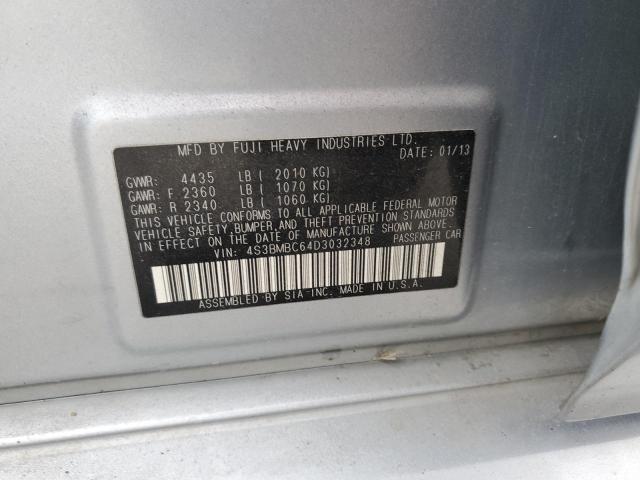 MFD BY FUJI HEAVY INDUSTRIES LTD.
DATE: 01/13
GVWR: 4435 LB ( 2010 KG)
GAWR: F 2360 LB ( 1070 KG)
GAWR: R 2340 LB ( 1060 KG)
THIS VEHICLE CONFORMS TO ALL APPLICABLE FEDERAL MOTOR
VEHICLE SAFETY, BUMPER, AND THEFT PREVENTION STANDARDS
IN EFFECT ON THE DATE OF MANUFACTURE SHOWN ABOVE.
VIN: 4S3BMBC64D3032348 PASSENGER CAR
ASSEMBLED BY SIA-INC. MADE IN U.S.A.